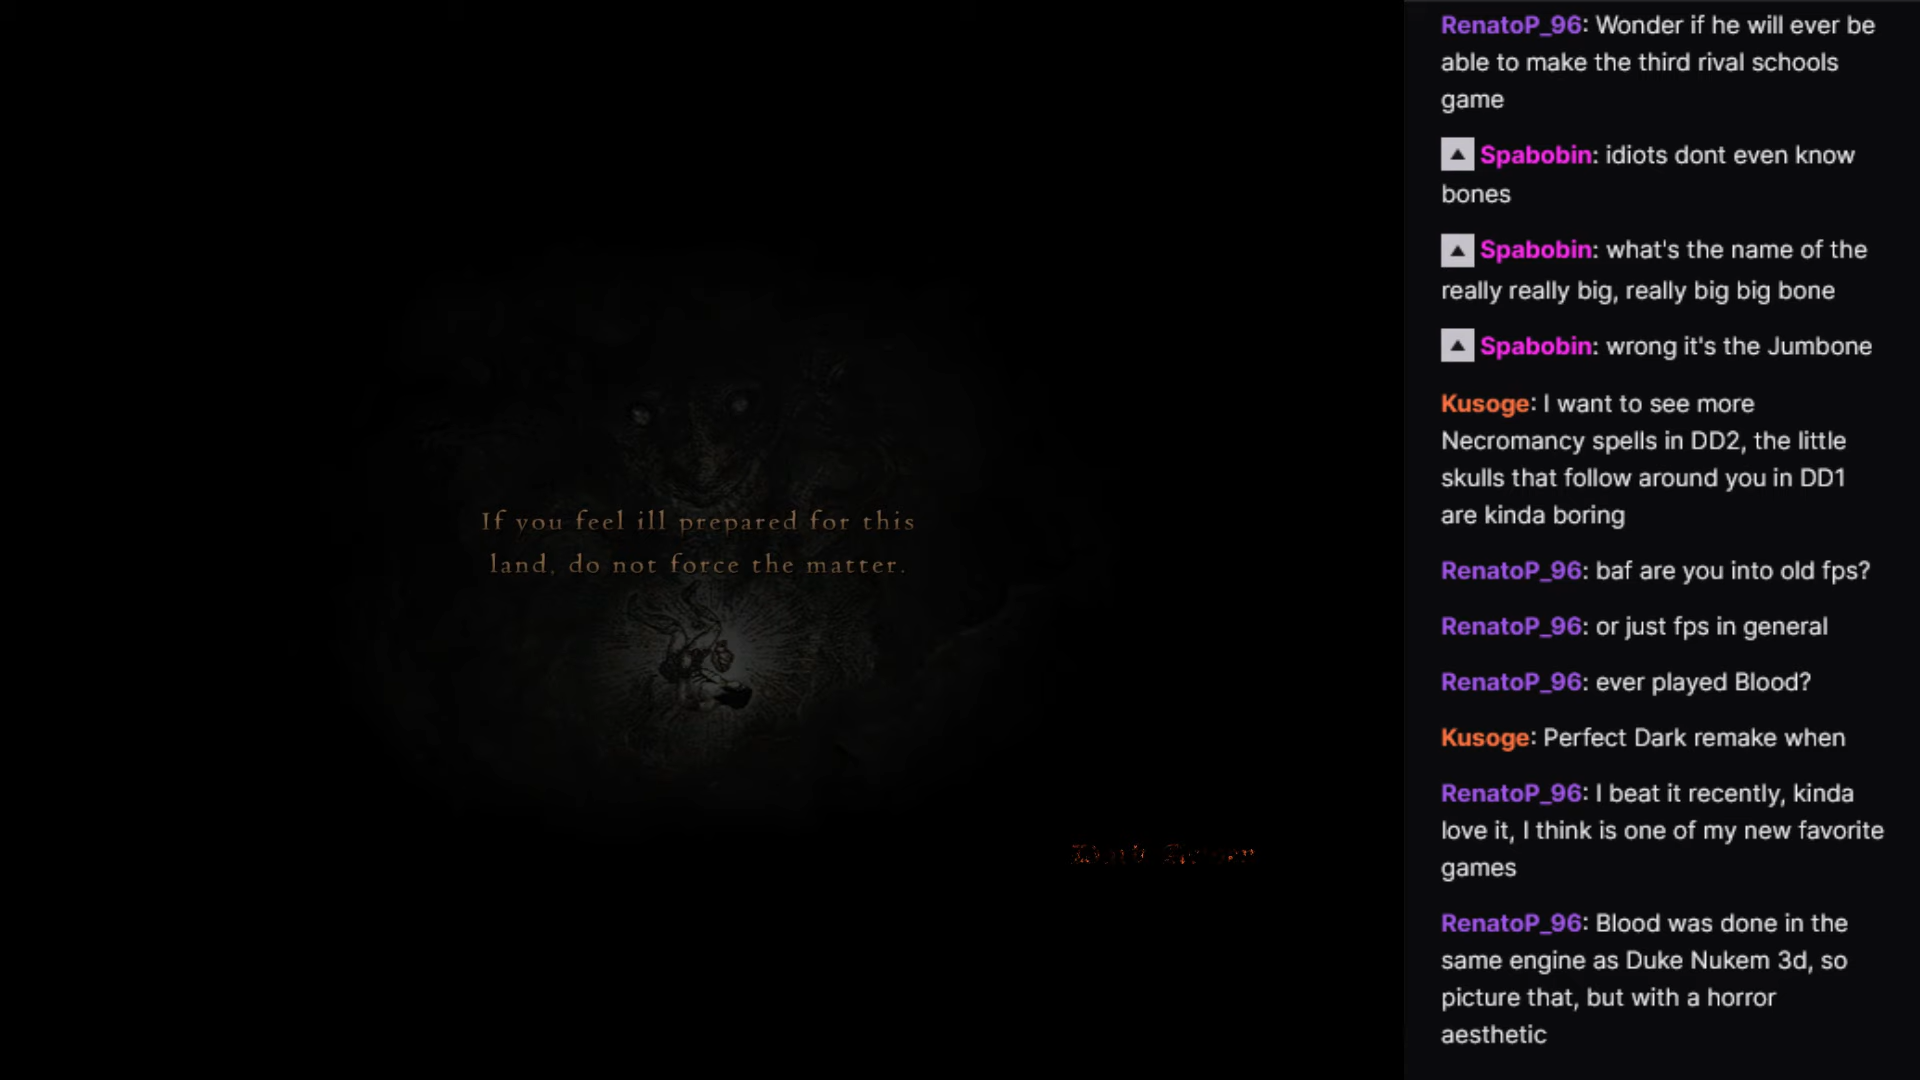 If you feel ill prepared for this
land, do not force the matter.
RenatoP_96: Wonder if he will ever be
able to make the third rival schools
game
Spabobin: idiots dont even know
bones
Spabobin: what's the name of the
really really big, really big big bone
Spabobin: wrong it's the Jumbone
Kusoge: I want to see more
Necromancy spells in DD2, the little
skulls that follow around you in DD1
are kinda boring
RenatoP_96: baf are you into old fps?
RenatoP_96: or just fps in general
RenatoP_96: ever played Blood?
Kusoge: Perfect Dark remake when
RenatoP_96: I beat it recently, kinda
love it, I think is one of my new favorite
games
RenatoP_96: Blood was done in the
same engine as Duke Nukem 3d, so
picture that, but with a horror
aesthetic